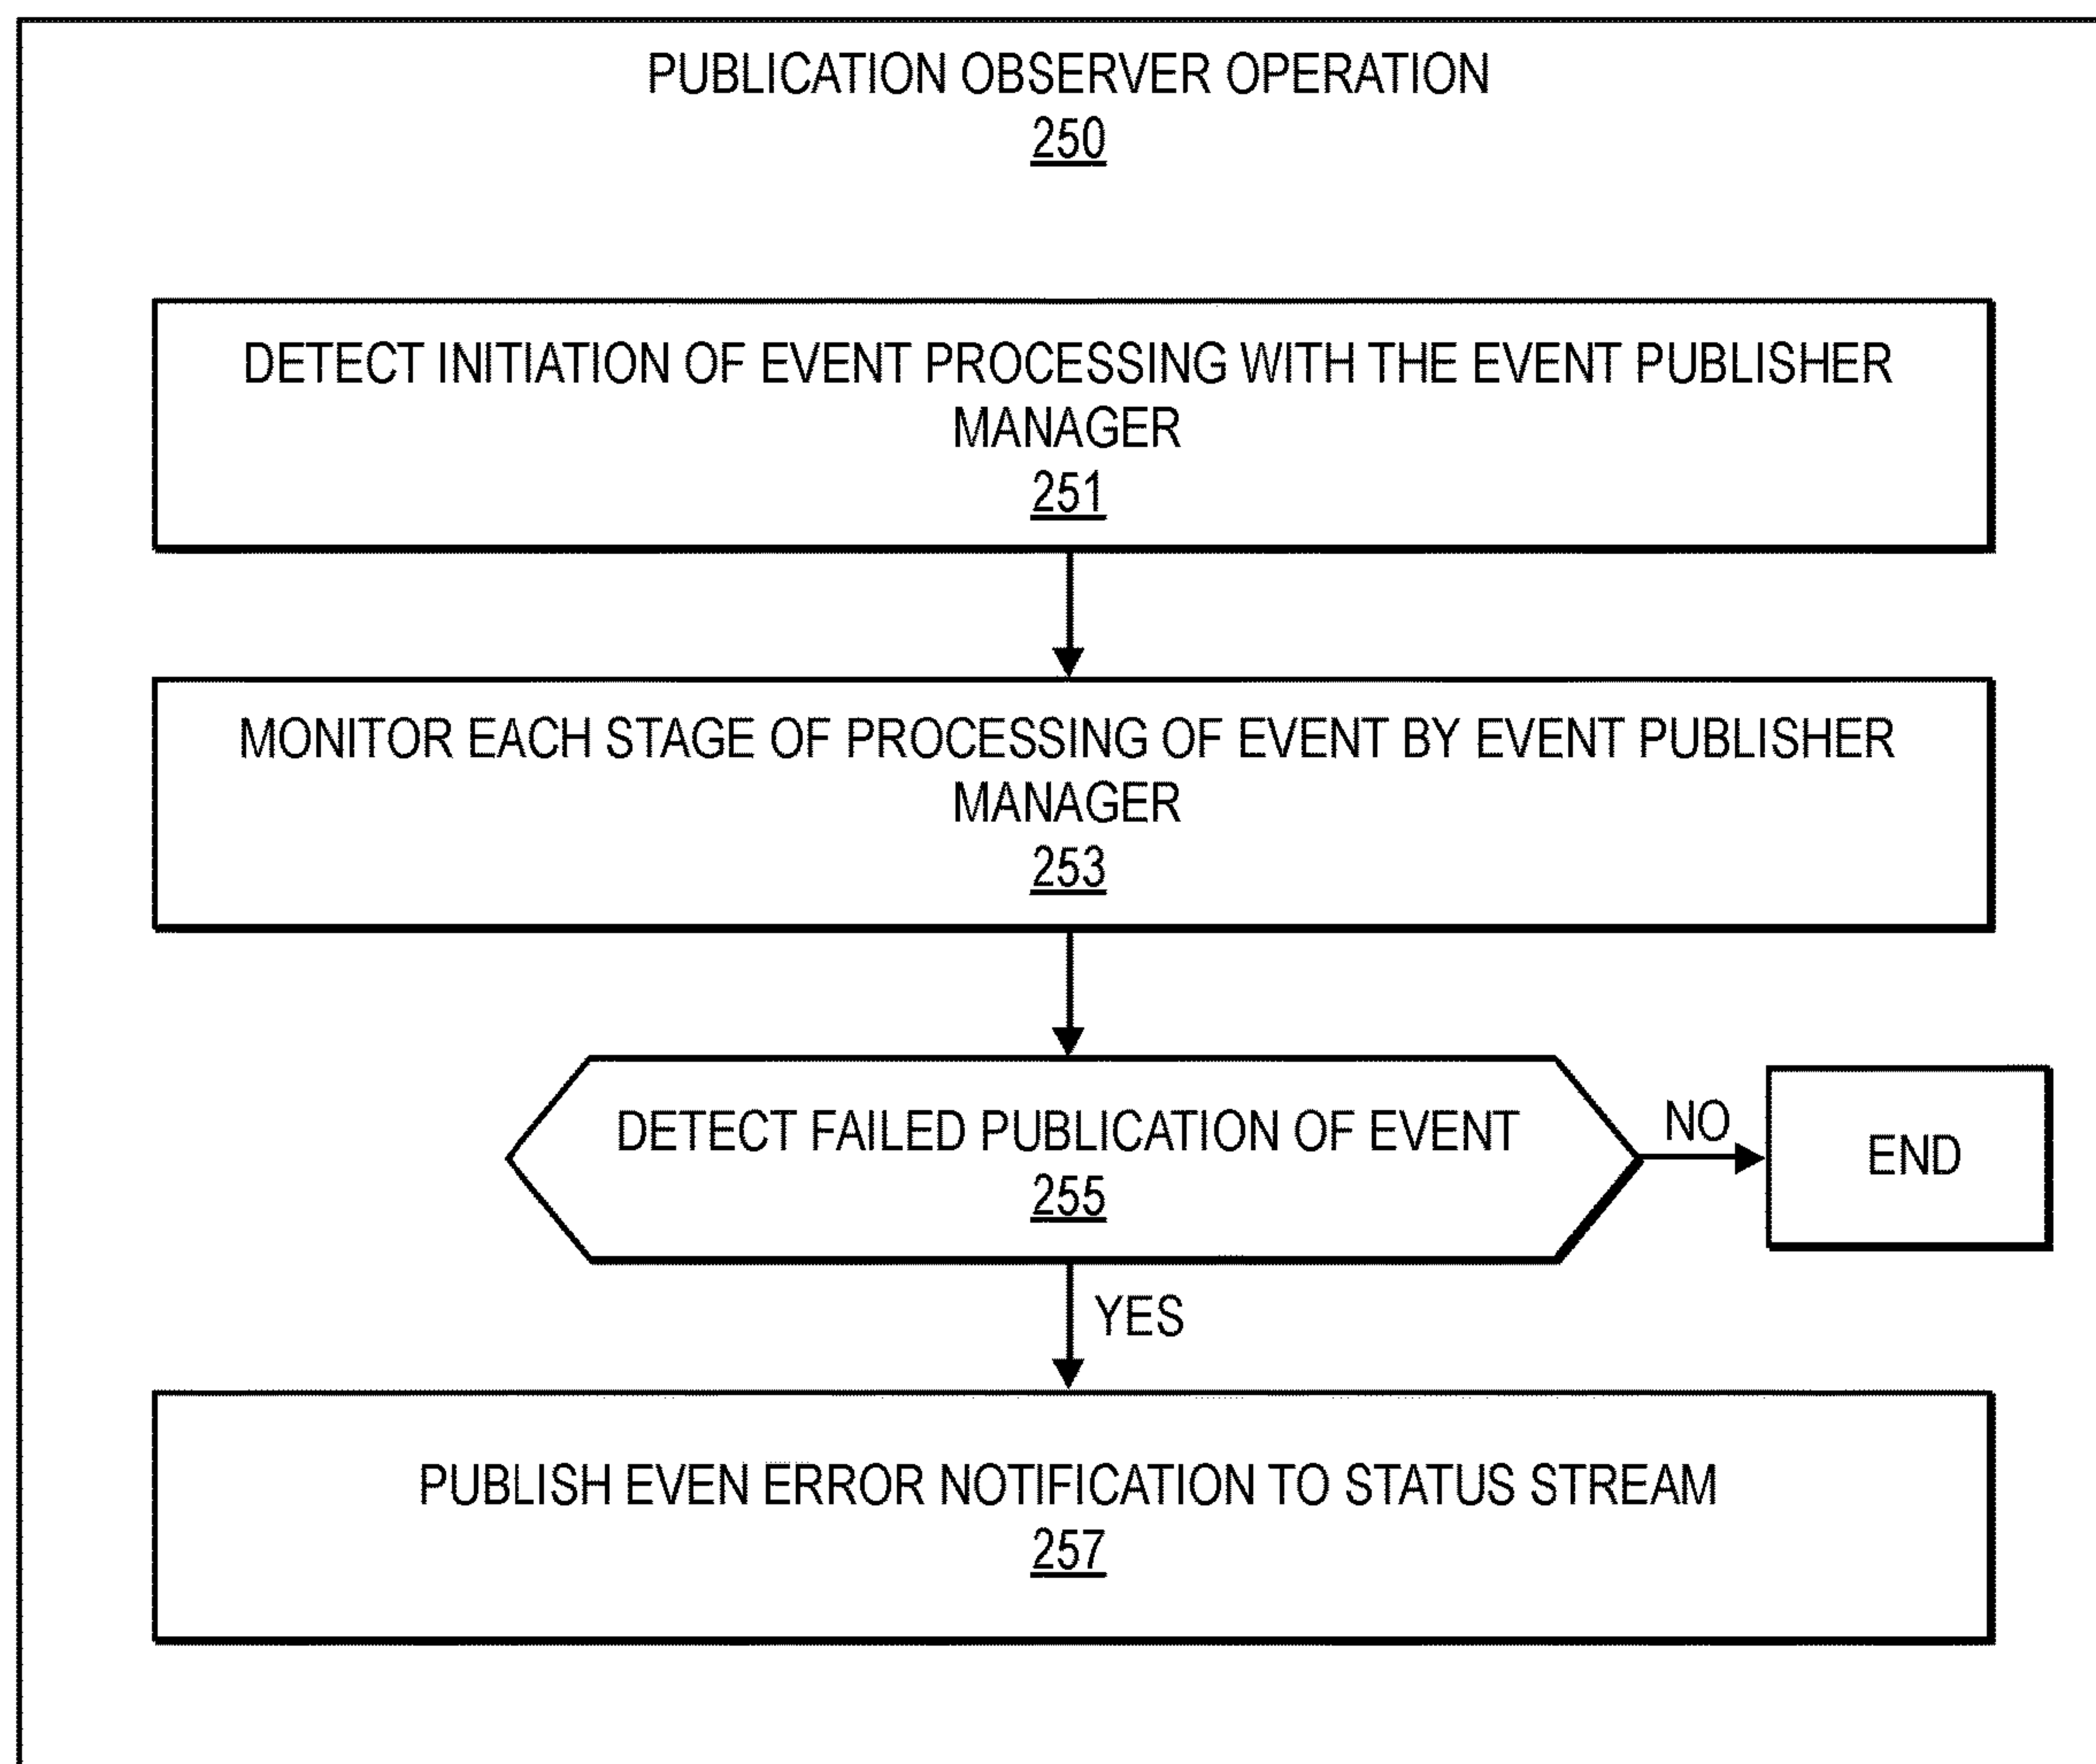 PUBLICATION OBSERVER OPERATION
250
DETECT INITIATION OF EVENT PROCESSING WITH THE EVENT PUBLISHER
MANAGER
251
MONITOR EACH STAGE OF PROCESSING OF EVENT BY EVENT PUBLISHER
MANAGER
253
DETECT FAILED PUBLICATION OF EVENT
255
NO
END
YES
PUBLISH EVEN ERROR NOTIFICATION TO STATUS STREAM
257